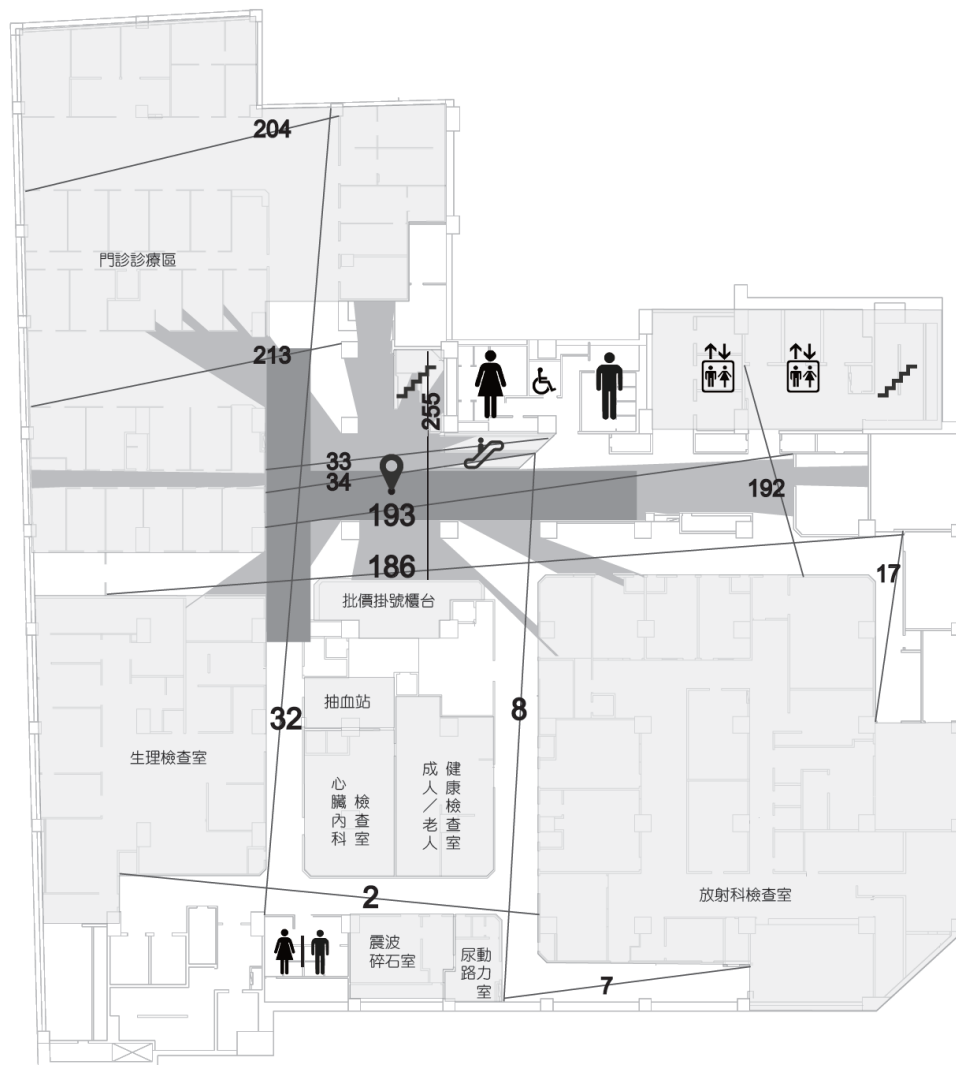 204
門診診療區
213
255
33
34
192
193
186
17
批價掛號櫃台
抽血站
32
8
生理檢查室
心臟內科
檢查室
成人／老人
健康檢查室
2
放射科檢查室
震波
碎石室
尿動
路力
室
7